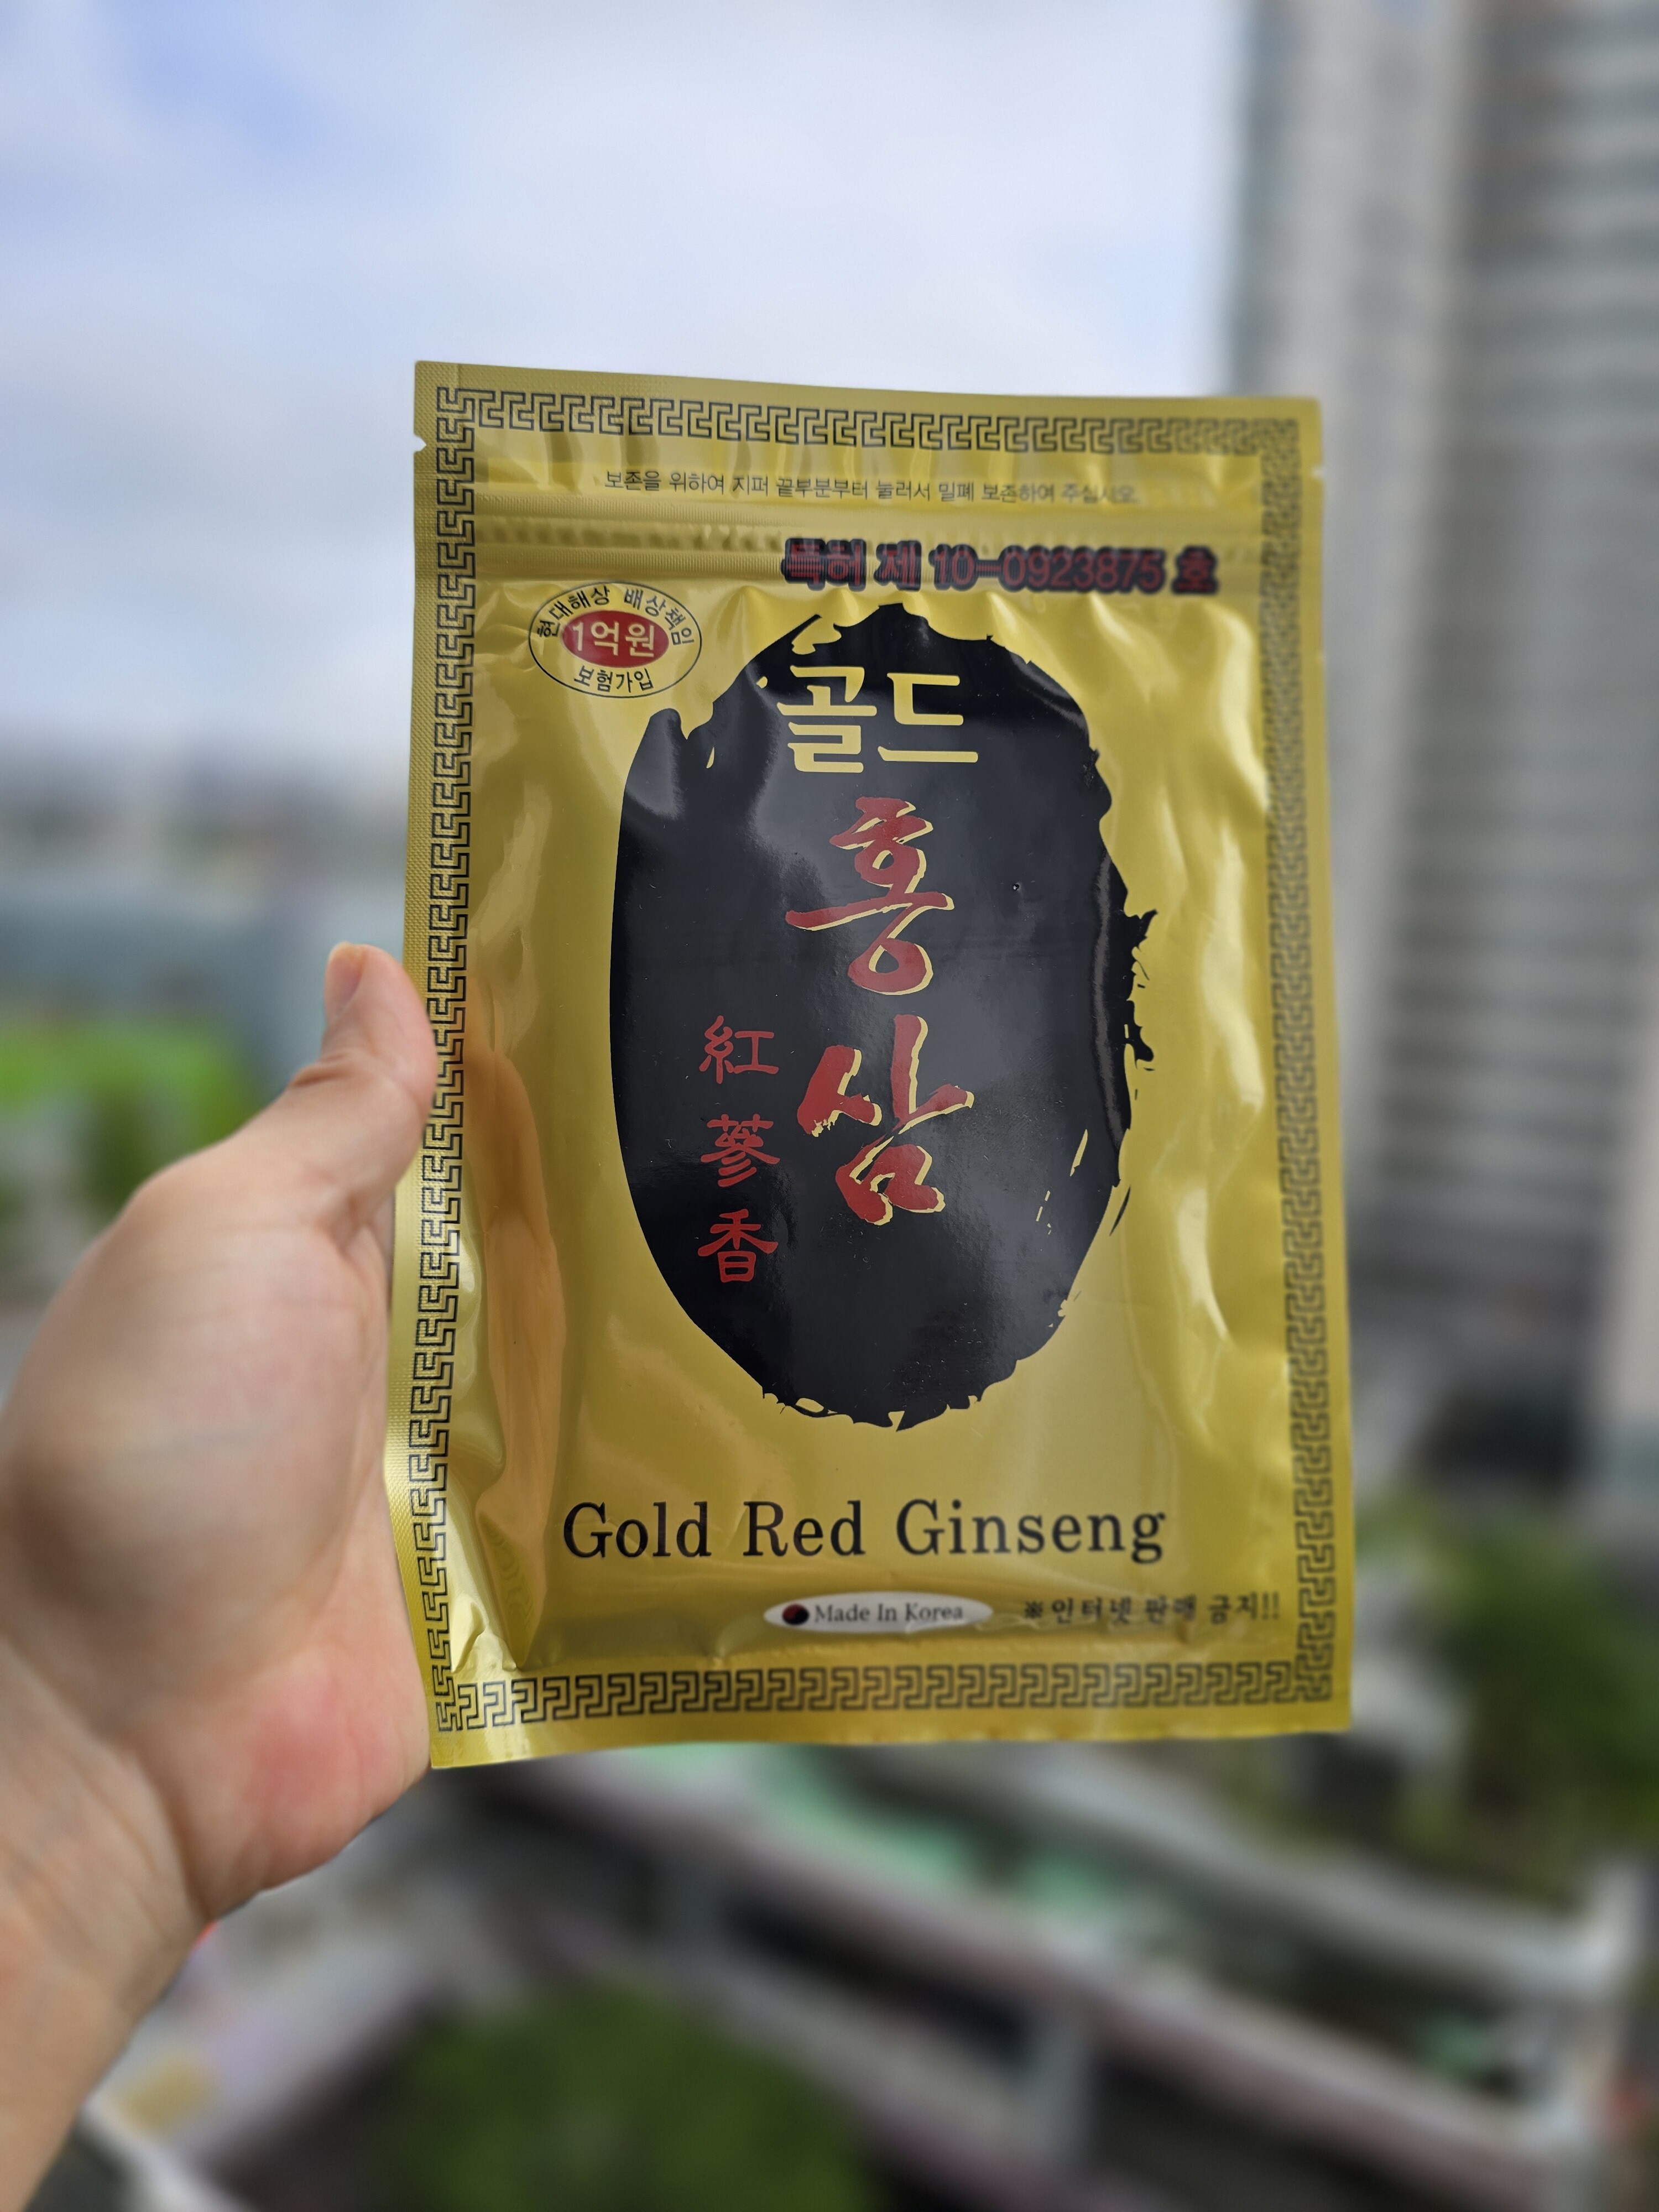 보존을 위하여 지퍼 끝부분부터 눌러서 밀폐 보존하여 주십시오.
특허 제 10-0923875 호
현대해상 배상책임
1억원
보험가입
골드
홍삼
紅蔘香
Gold Red Ginseng
Made In Korea
※인터넷 판매 금지!!